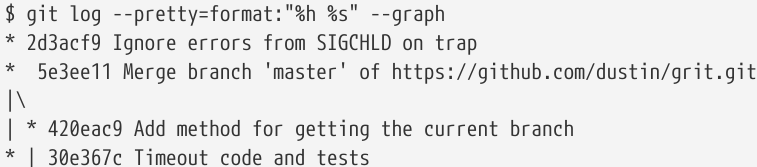 $ git log --pretty=format:"%h %s" --graph
* 2d3acf9 Ignore errors from SIGCHLD on trap
*  5e3ee11 Merge branch 'master' of https://github.com/dustin/grit.git
|\
| * 420eac9 Add method for getting the current branch
* | 30e367c Timeout code and tests